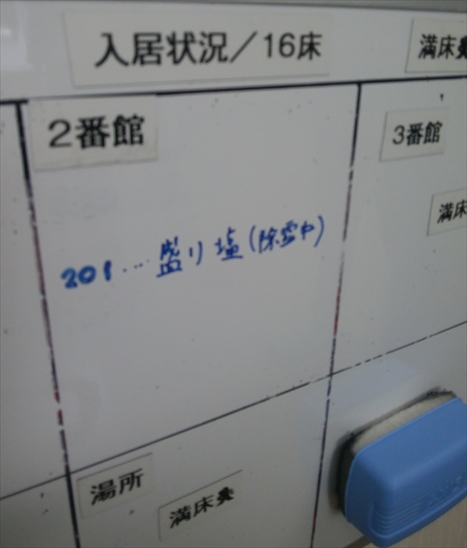 入居状況／16床
満床
2番館
3番館
満床
201…盛り塩(除霊中)
湯所
満床